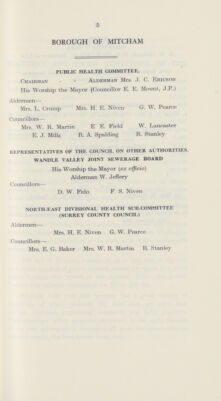 5
BOROUGH OF MITCHAM
PUBLIC HEALTH COMMITTEE.
CHAIRMAN - - ALDERMAN Mrs J. C. ERICSON
His Worship the Mayor (Councillor E. E. Mount, J.P.)
Aldermen—
Mrs. L. Crump Mrs. H. E. Niven G. W. Pearce
Councillors—
Mrs. W. R. Martin E. E. Field W. Lancaster
E. J. Mills B. A. Spalding R. Stanley
REPRESENTATIVES OF THE COUNCIL ON OTHER AUTHORITIES.
WANDLE VALLEY JOINT SEWERAGE BOARD
His Worship the Mayor (ex officio)
Alderman W. Jeffery
Councillors—
D. W. Fido F. S. Niven
NORTH-EAST DIVISIONAL HEALTH SUB-COMMITTEE
(SURREY COUNTY COUNCIL)
Aldermen—
Mrs. H. E. Niven G. W. Pearce
Councillors—
Mrs. E. G. Baker Mrs. W. R. Martin R. Stanley